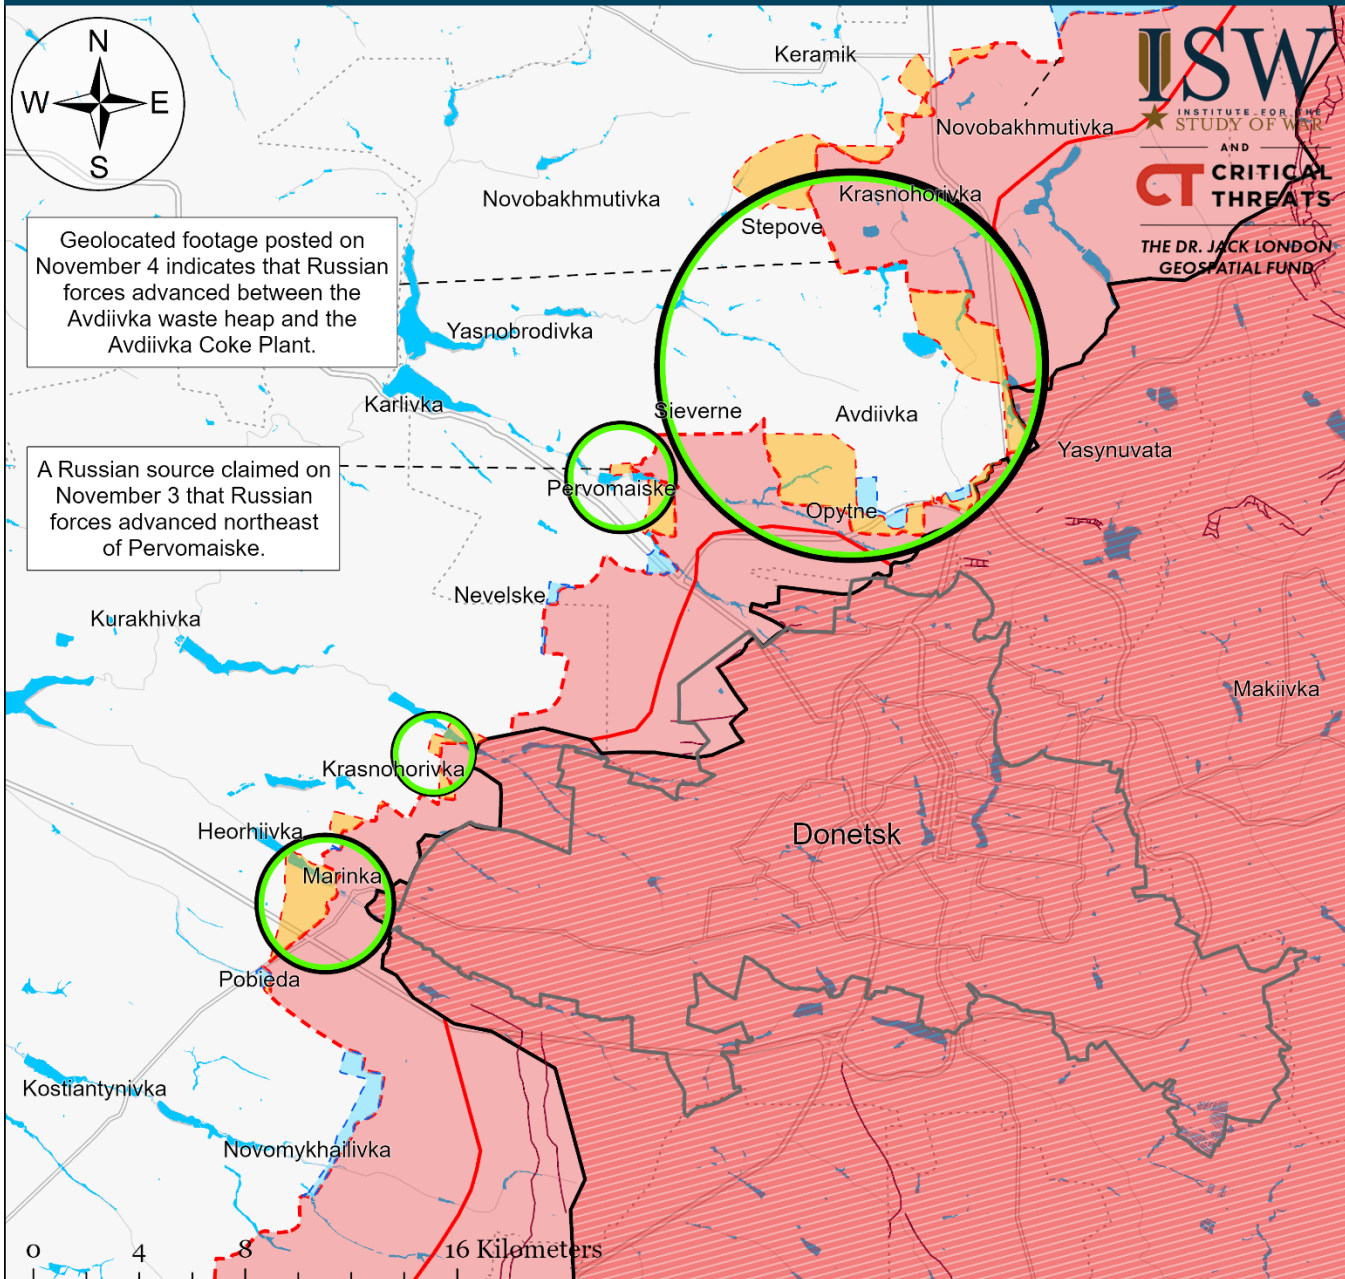 N
W
E
S
ISW
INSTITUTE FOR THE
STUDY OF WAR
AND
CT CRITICAL
THREATS
THE DR. JACK LONDON
GEOSPATIAL FUND
Keramik
Novobakhmutivka
Krasnohorivka
Novobakhmutivka
Stepove
Geolocated footage posted on
November 4 indicates that Russian
forces advanced between the
Avdiivka waste heap and the
Avdiivka Coke Plant.
Yasnobrodivka
Karlivka
Sieverne
Avdiivka
Yasynuvata
A Russian source claimed on
November 3 that Russian
forces advanced northeast
of Pervomaiske.
Pervomaiske
Opytne
Nevelske
Kurakhivka
Makiivka
Krasnohorivka
Heorhiivka
Donetsk
Marinka
Pobieda
Kostiantynivka
Novomykhailivka
0 4 8 16 Kilometers